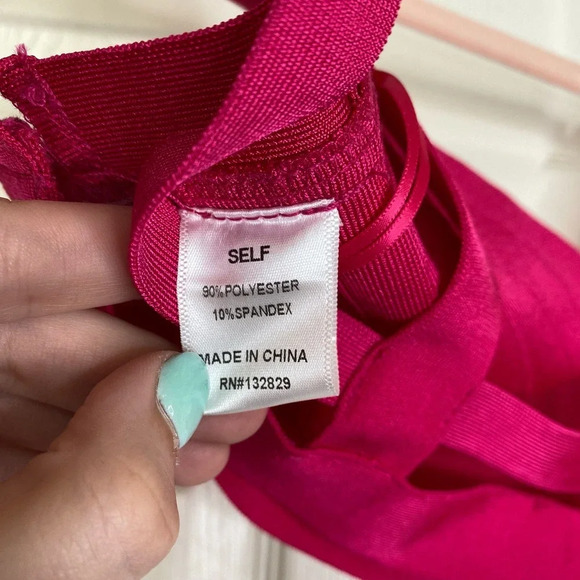 SELF
90%POLYESTER
10%SPANDEX
MADE IN CHINA
RN#132829